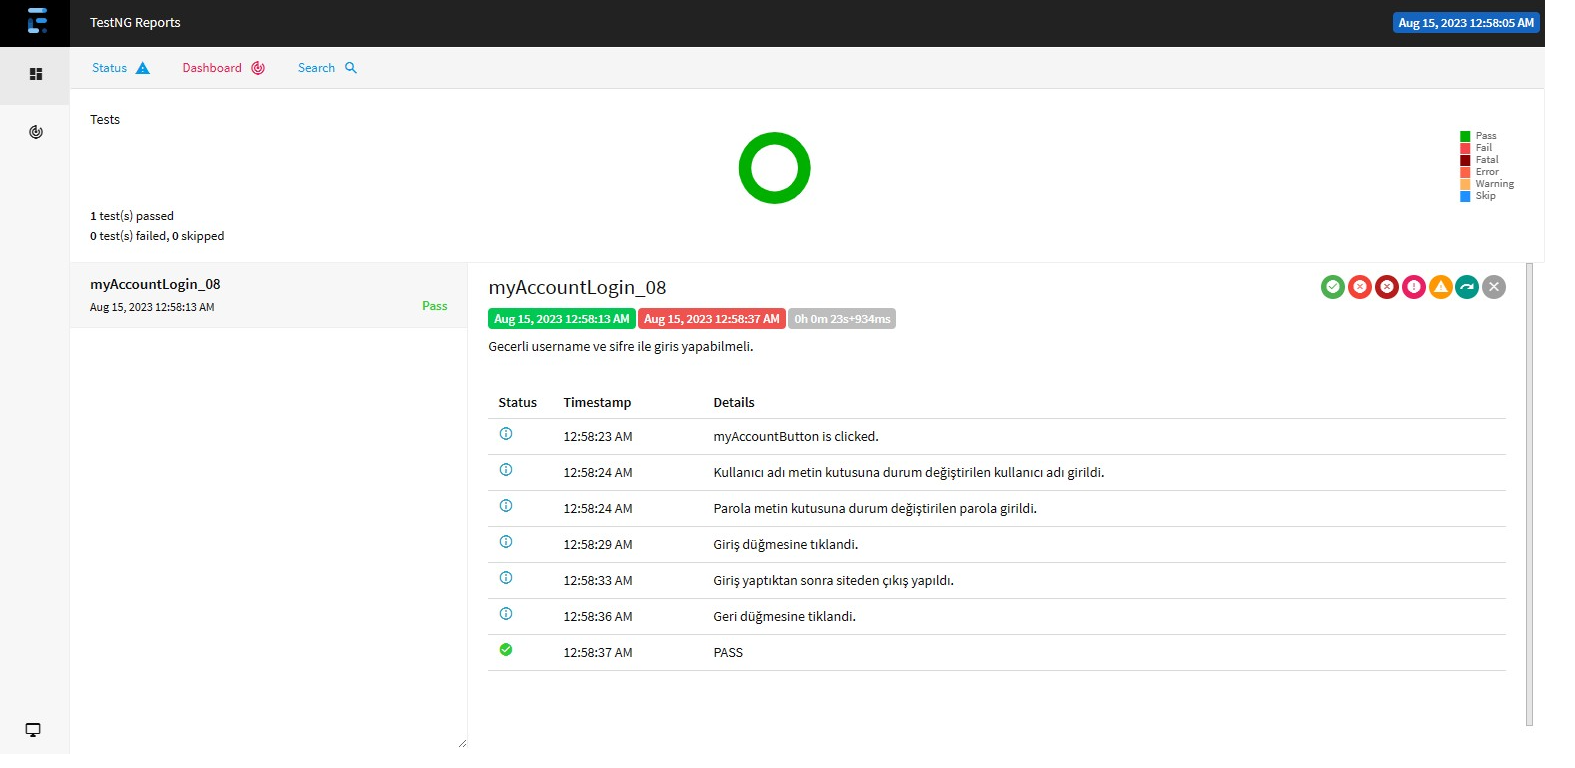 TestNG Reports
Aug 15, 2023 12:58:05 AM
Status
Dashboard
Search
Tests
Pass
Fail
Fatal
Error
Warning
Skip
1 test(s) passed
0 test(s) failed, 0 skipped
myAccountLogin_08
Aug 15, 2023 12:58:13 AM
Pass
myAccountLogin_08
Aug 15, 2023 12:58:13 AM Aug 15, 2023 12:58:37 AM 0h 0m 23s+934ms
Gecerli username ve sifre ile giris yapabilmeli.
Status Timestamp Details
12:58:23 AM myAccountButton is clicked.
12:58:24 AM Kullanıcı adı metin kutusuna durum değiştirilen kullanıcı adı girildi.
12:58:24 AM Parola metin kutusuna durum değiştirilen parola girildi.
12:58:29 AM Giriş düğmesine tıklandi.
12:58:33 AM Giriş yaptıktan sonra siteden çıkış yapıldı.
12:58:36 AM Geri düğmesine tiklandi.
12:58:37 AM PASS